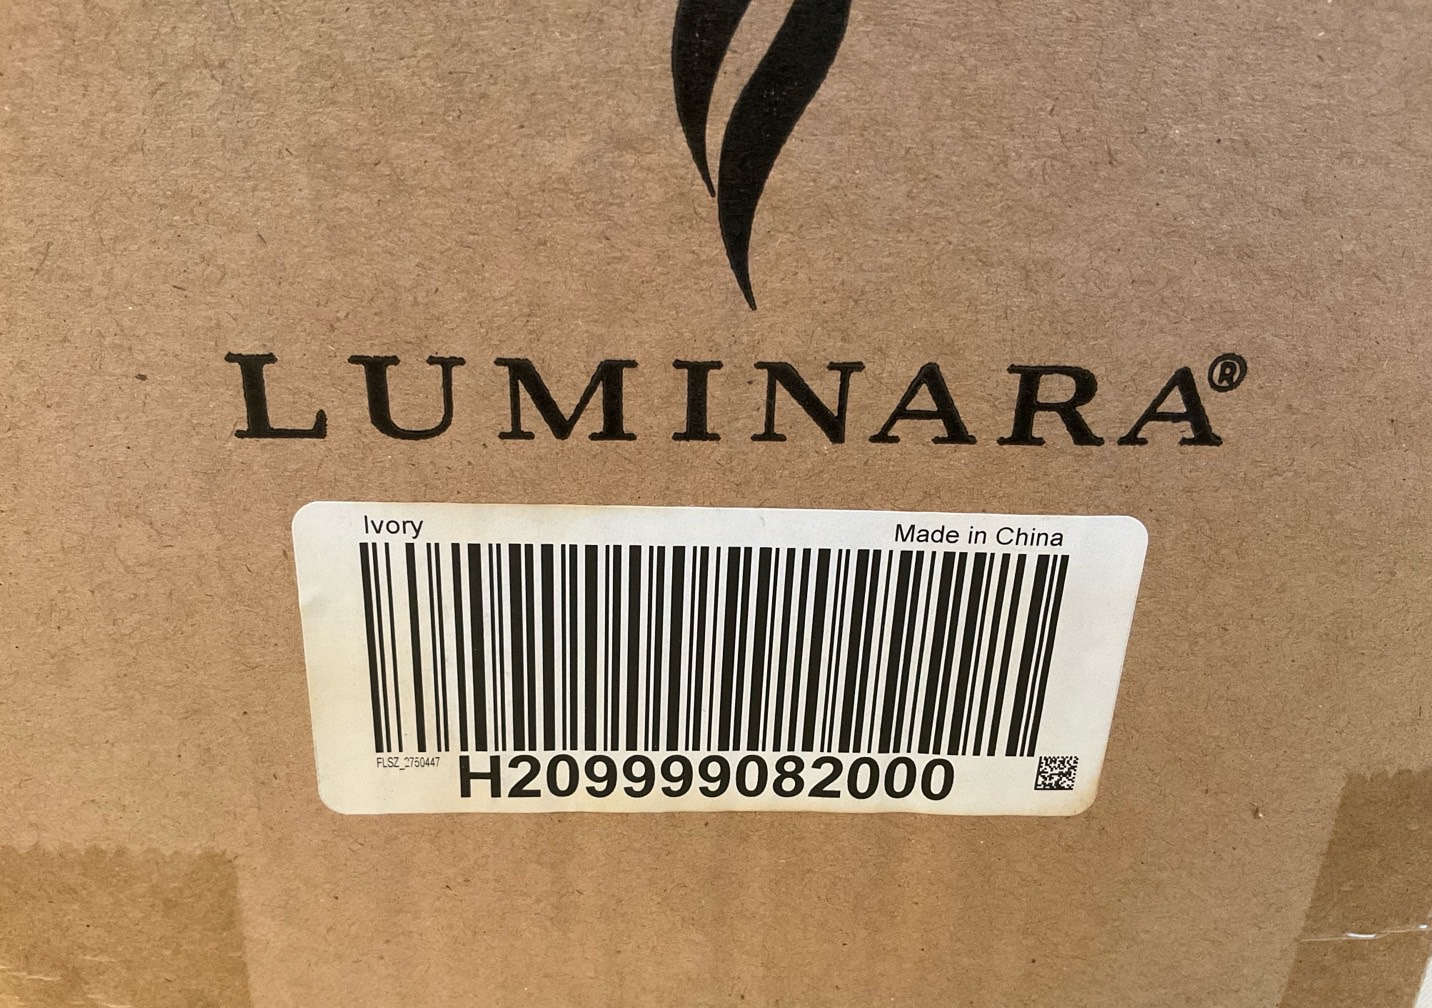 LUMINARA®
Ivory
Made in China
FLSZ_2750447
H209999082000